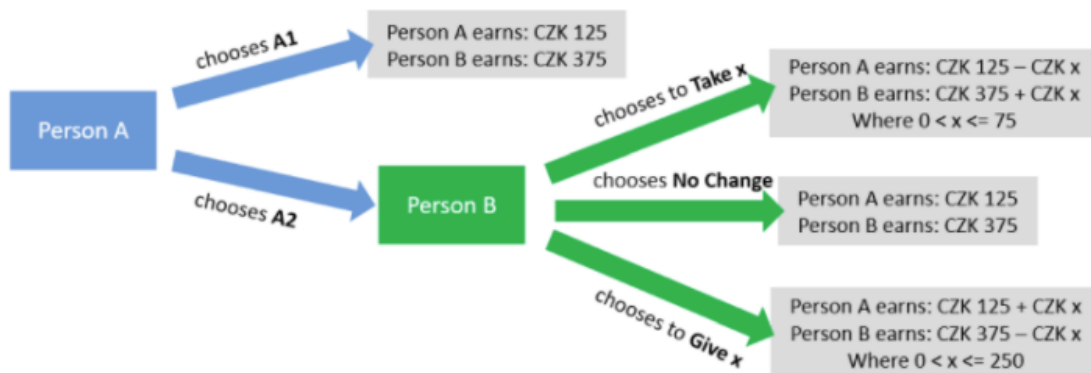 chooses A1
Person A earns: CZK 125
Person B earns: CZK 375
Person A
chooses A2
Person B
chooses to Take x
Person A earns: CZK 125 – CZK x
Person B earns: CZK 375 + CZK x
Where 0 < x <= 75
chooses No Change
Person A earns: CZK 125
Person B earns: CZK 375
chooses to Give x
Person A earns: CZK 125 + CZK x
Person B earns: CZK 375 – CZK x
Where 0 < x <= 250